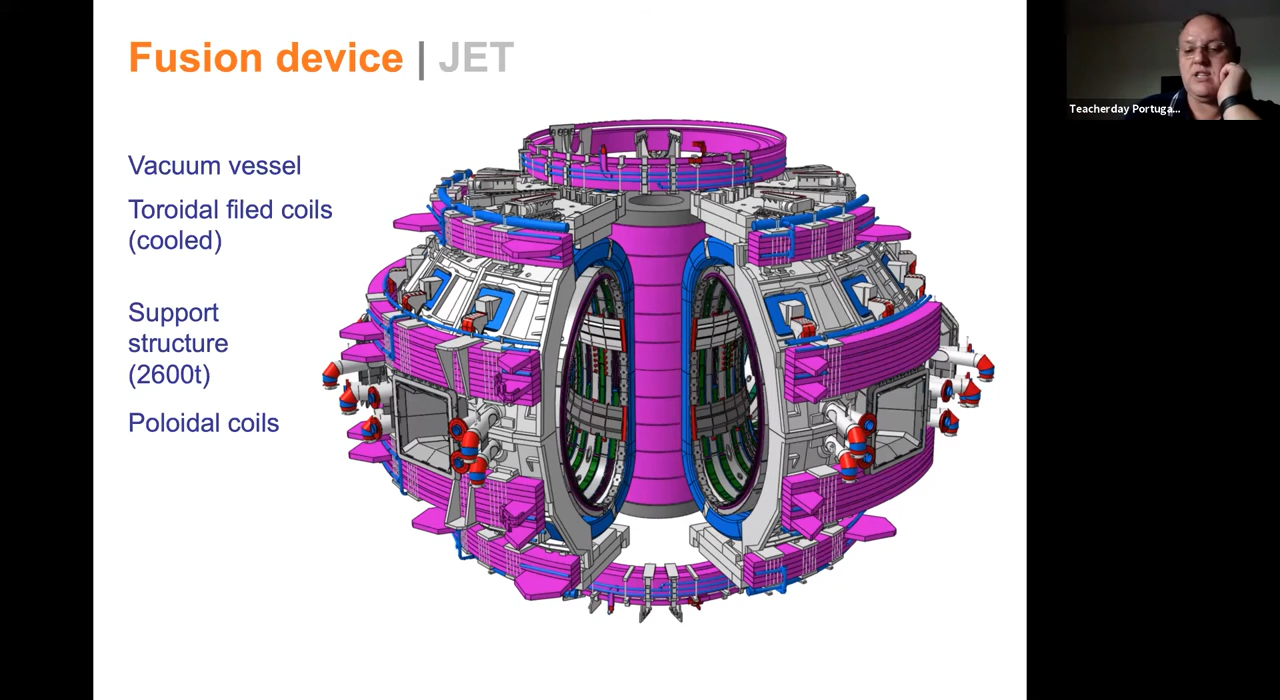 Fusion device | JET
Vacuum vessel
Toroidal filed coils
(cooled)
Support
structure
(2600t)
Poloidal coils
Teacherday Portuga...